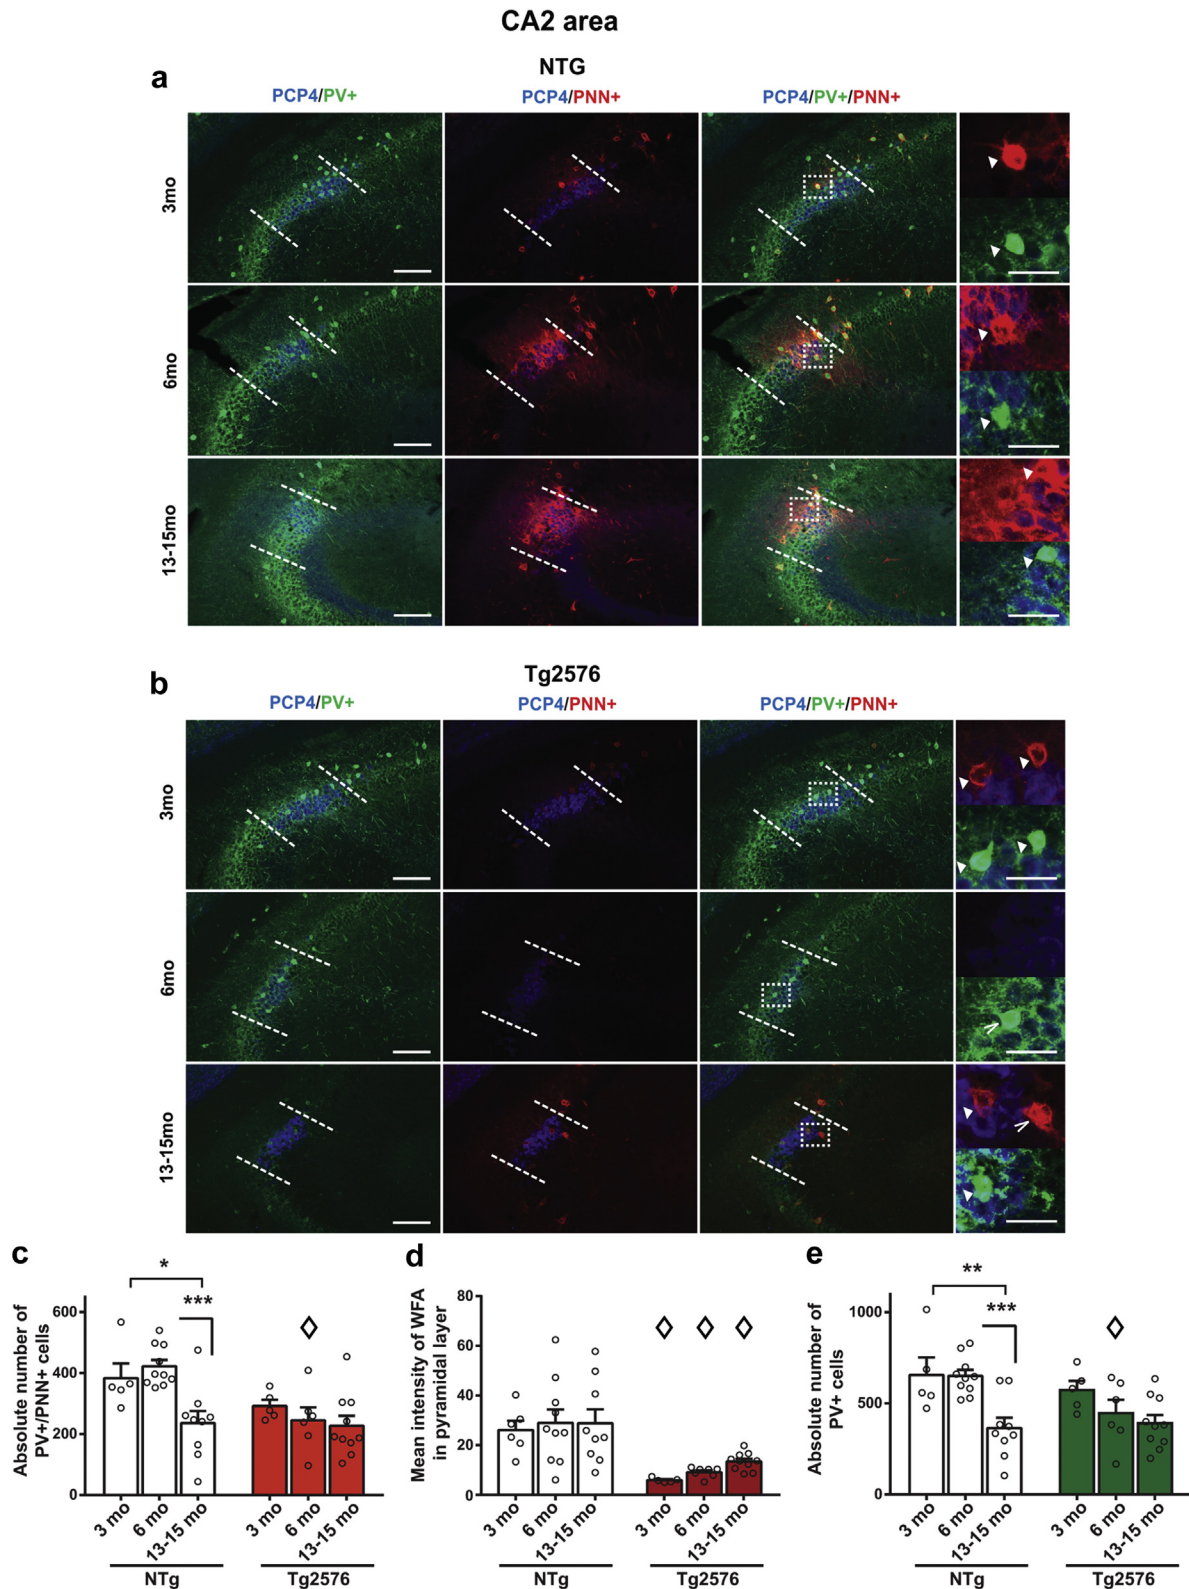 CA2 area
a
NTG
PCP4/PV+
PCP4/PNN+
PCP4/PV+/PNN+
3mo
6mo
13-15mo
b
Tg2576
PCP4/PV+
PCP4/PNN+
PCP4/PV+/PNN+
3mo
6mo
13-15mo
c
Absolute number of
PV+/PNN+ cells
600
400
200
0
*
***
3 mo
6 mo
13-15 mo
3 mo
6 mo
13-15 mo
NTg
Tg2576
d
Mean intensity of WFA
in pyramidal layer
80
60
40
20
0
3 mo
6 mo
13-15 mo
3 mo
6 mo
13-15 mo
NTg
Tg2576
e
Absolute number of
PV+ cells
1000
500
0
**
***
3 mo
6 mo
13-15 mo
3 mo
6 mo
13-15 mo
NTg
Tg2576